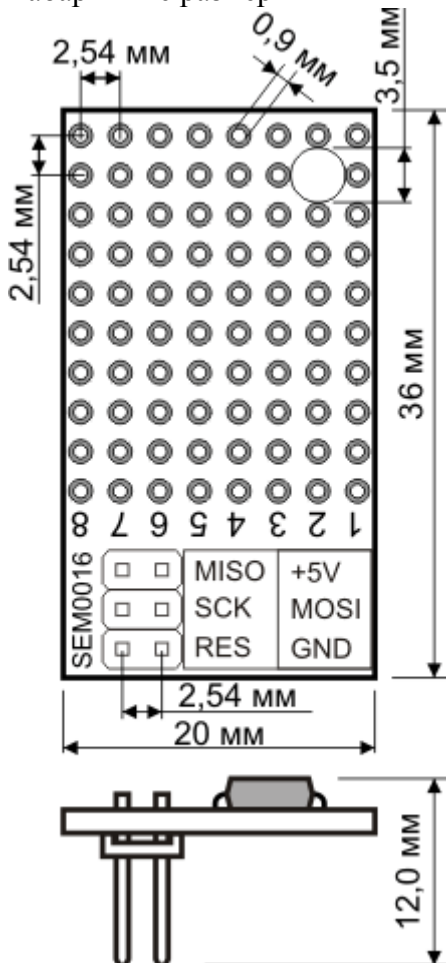 2,54 мм
0,9 мм
3,5 мм
2,54 мм
36 мм
8 7 6 5 4 3 2 1
SEM0016
MISO +5V
SCK MOSI
RES GND
2,54 мм
20 мм
12,0 мм